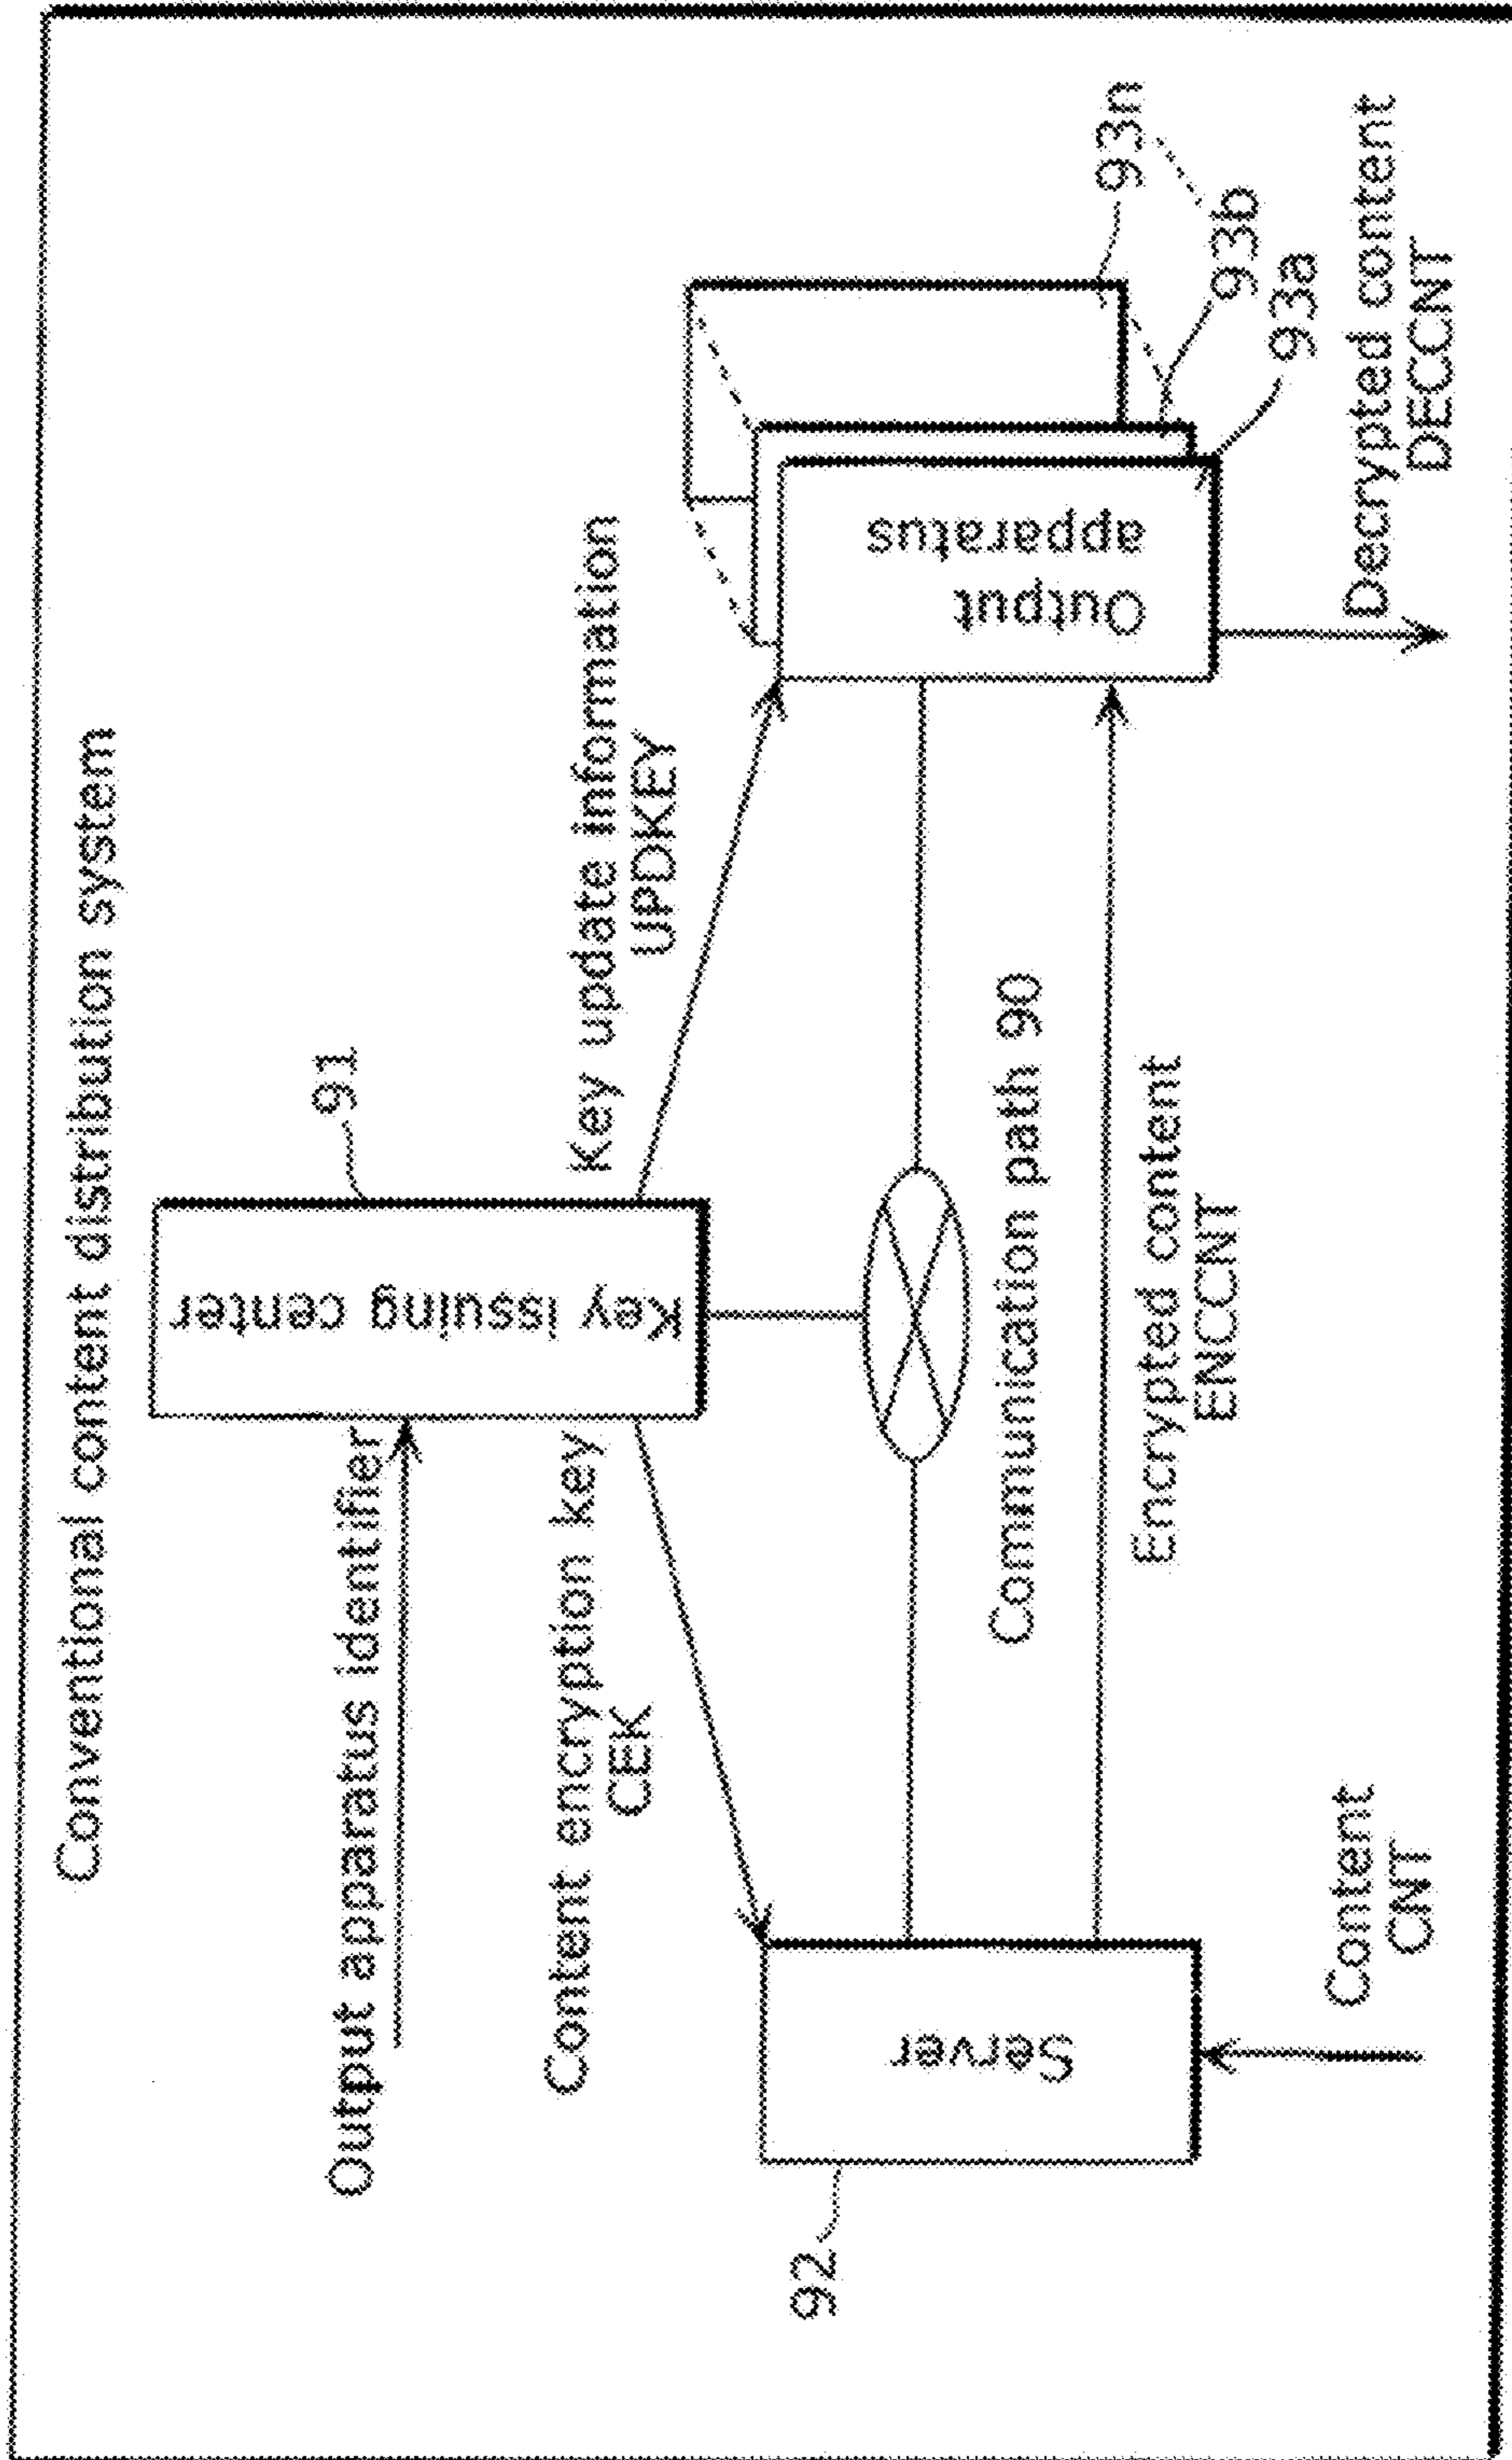 Conventional content distribution system
Output apparatus identifier
91
Key issuing center
Content encryption key
CEK
Key update information
UPDKEY
92
Server
Communication path 90
Output
apparatus
93n
93b
93a
Encrypted content
ENCCNT
Content
CNT
Decrypted content
DECCNT